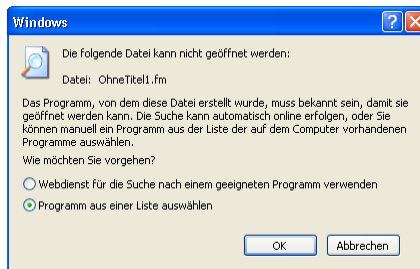 Windows
Die folgende Datei kann nicht geöffnet werden:
Datei: OhneTitel1.fm
Das Programm, von dem diese Datei erstellt wurde, muss bekannt sein, damit sie
geöffnet werden kann. Die Suche kann automatisch online erfolgen, oder Sie
können manuell ein Programm aus der Liste der auf dem Computer vorhandenen
Programme auswählen.
Wie möchten Sie vorgehen?
Webdienst für die Suche nach einem geeigneten Programm verwenden
Programm aus einer Liste auswählen
OK Abbrechen